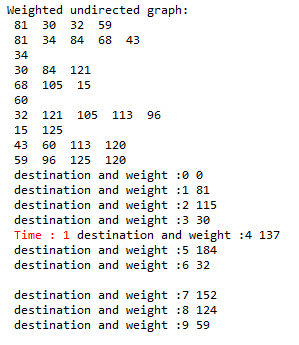 Weighted undirected graph:
81 30 32 59
81 34 84 68 43
34
30 84 121
68 105 15
60
32 121 105 113 96
15 125
43 60 113 120
59 96 125 120
destination and weight :0 0
destination and weight :1 81
destination and weight :2 115
destination and weight :3 30
Time : 1 destination and weight :4 137
destination and weight :5 184
destination and weight :6 32
destination and weight :7 152
destination and weight :8 124
destination and weight :9 59